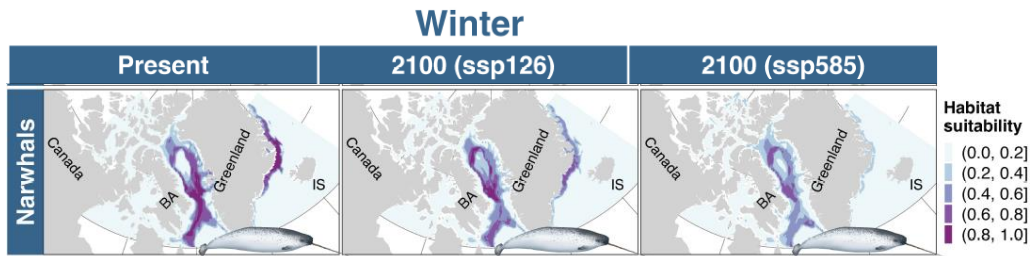 Winter
Present
2100 (ssp126)
2100 (ssp585)
Narwhals
Canada
BA
Greenland
IS
Canada
BA
Greenland
IS
Canada
BA
Greenland
IS
Habitat
suitability
(0.0, 0.2]
(0.2, 0.4]
(0.4, 0.6]
(0.6, 0.8]
(0.8, 1.0]